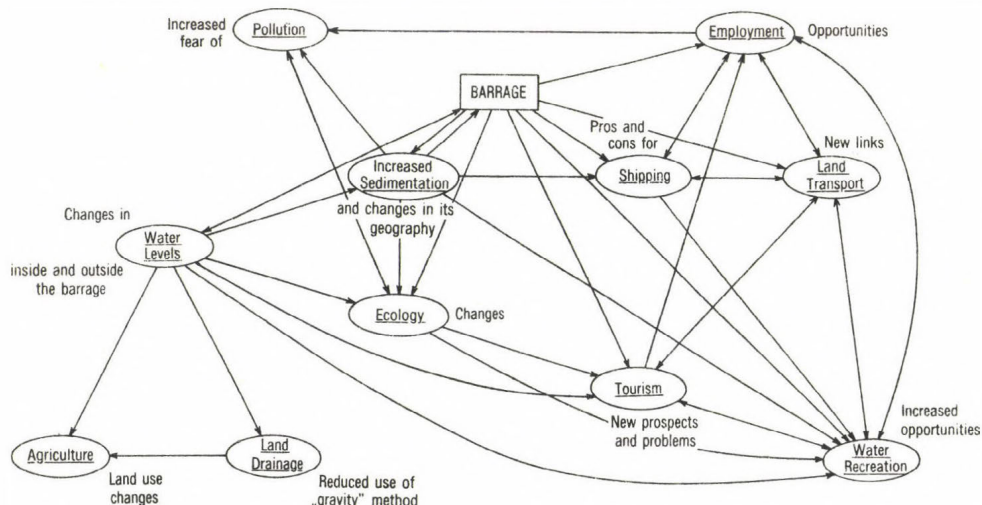 Increased
fear of
Pollution
Employment
Opportunities
BARRAGE
Pros and
cons for
Shipping
New links
Land
Transport
Increased
Sedimentation
and changes in its
geography
Changes in
Water
Levels
inside and outside
the barrage
Ecology
Changes
Tourism
New prospects
and problems
Increased
opportunities
Water
Recreation
Agriculture
Land
Drainage
Land use
changes
Reduced use of
„gravity” method